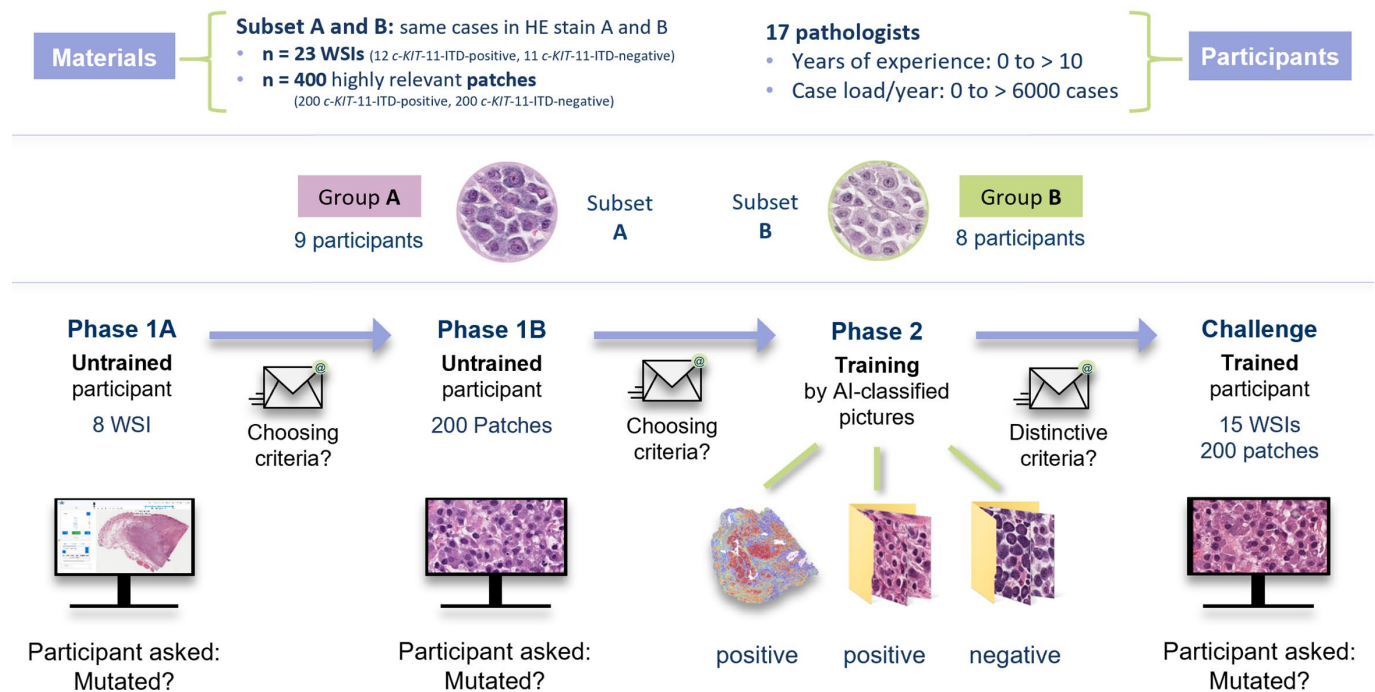 Materials
Subset A and B: same cases in HE stain A and B
• n = 23 WSIs (12 c-KIT-11-ITD-positive, 11 c-KIT-11-ITD-negative)
• n = 400 highly relevant patches
(200 c-KIT-11-ITD-positive, 200 c-KIT-11-ITD-negative)
17 pathologists
• Years of experience: 0 to > 10
• Case load/year: 0 to > 6000 cases
Participants
Group A
9 participants
Subset
A
Subset
B
Group B
8 participants
Phase 1A
Untrained
participant
8 WSI
@
Choosing
criteria?
Phase 1B
Untrained
participant
200 Patches
@
Choosing
criteria?
Phase 2
Training
by AI-classified
pictures
@
Distinctive
criteria?
Challenge
Trained
participant
15 WSIs
200 patches
Participant asked:
Mutated?
Participant asked:
Mutated?
positive
positive
negative
Participant asked:
Mutated?